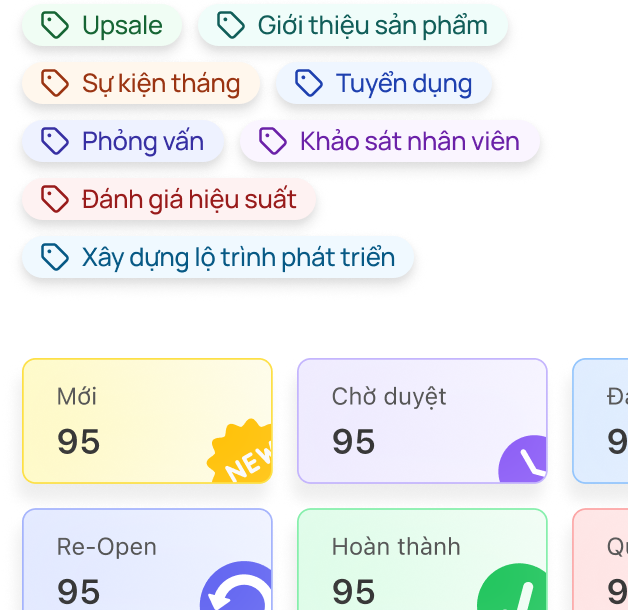 Upsale Giới thiệu sản phẩm
Sự kiện tháng Tuyển dụng
Phỏng vấn Khảo sát nhân viên
Đánh giá hiệu suất
Xây dựng lộ trình phát triển
Mới Chờ duyệt
95 95 9
NEW
Re-Open Hoàn thành
95 95 9